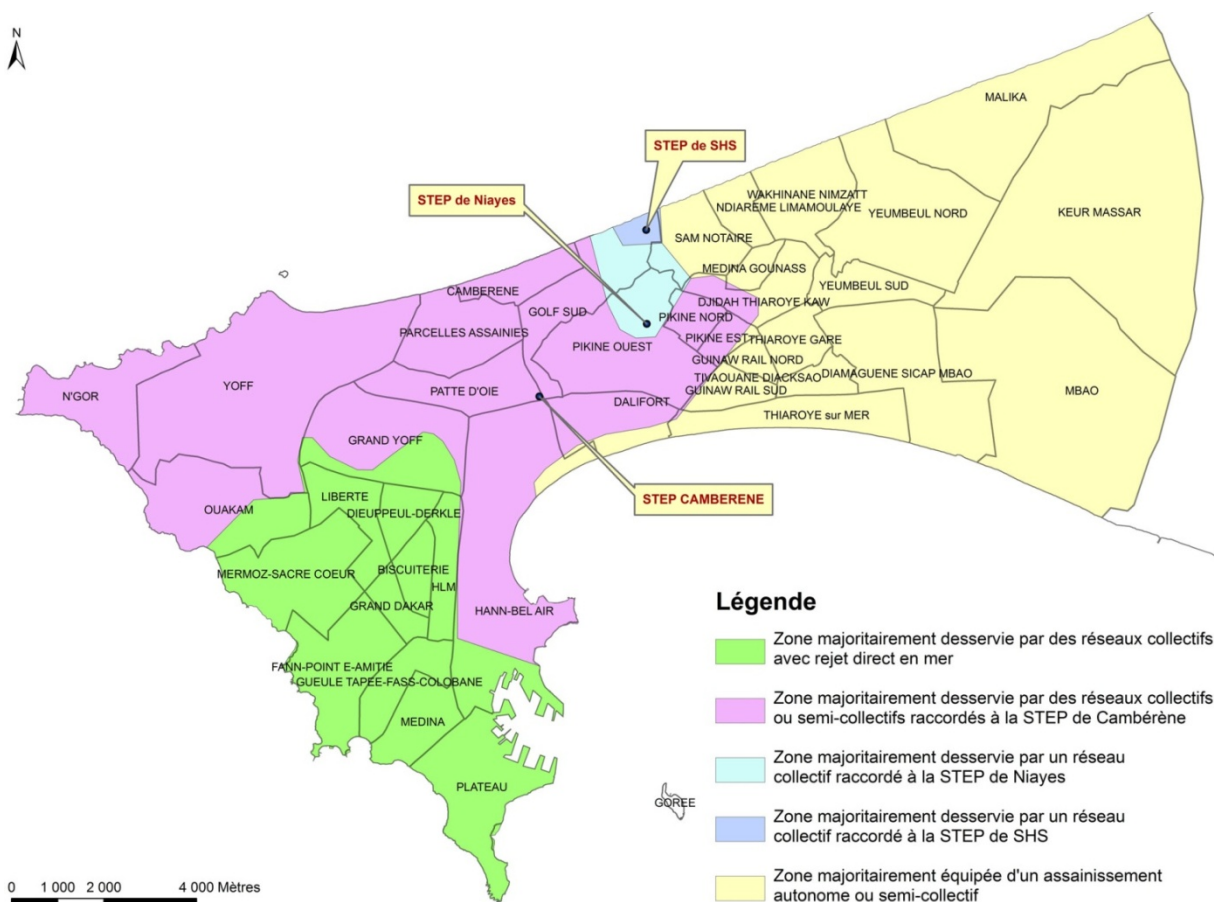 N
MALIKA
STEP de SHS
WAKHINANE NIMZATT
STEP de Niayes
NDIAREME LIMAMOULAYE
YEUMBEUL NORD
KEUR MASSAR
SAM NOTAIRE
MEDINA GOUNASS
YEUMBEUL SUD
CAMBERENE
DJIDAH THIAROYE KAW
GOLF SUD
PIKINE NORD
PARCELLES ASSAINIES
PIKINE EST
THIAROYE GARE
PIKINE OUEST
GUINAW RAIL NORD
DIAMAGUENE SICAP MBAO
TIVAOUANE DIACKSAO
YOFF
PATTE D'OIE
GUINAW RAIL SUD
MBAO
N'GOR
DALIFORT
THIAROYE sur MER
GRAND YOFF
LIBERTE
STEP CAMBERENE
OUAKAM
DIEUPPEUL-DERKLE
MERMOZ-SACRE COEUR
BISCUITERIE
HLM
GRAND DAKAR
HANN-BEL AIR
FANN-POINT E-AMITIE
GUEULE TAPEE-FASS-COLOBANE
MEDINA
PLATEAU
GOREE
Légende
Zone majoritairement desservie par des réseaux collectifs
avec rejet direct en mer
Zone majoritairement desservie par des réseaux collectifs
ou semi-collectifs raccordés à la STEP de Cambérène
Zone majoritairement desservie par un réseau
collectif raccordé à la STEP de Niayes
Zone majoritairement desservie par un réseau
collectif raccordé à la STEP de SHS
Zone majoritairement équipée d'un assainissement
autonome ou semi-collectif
0 1 000 2 000 4 000 Mètres